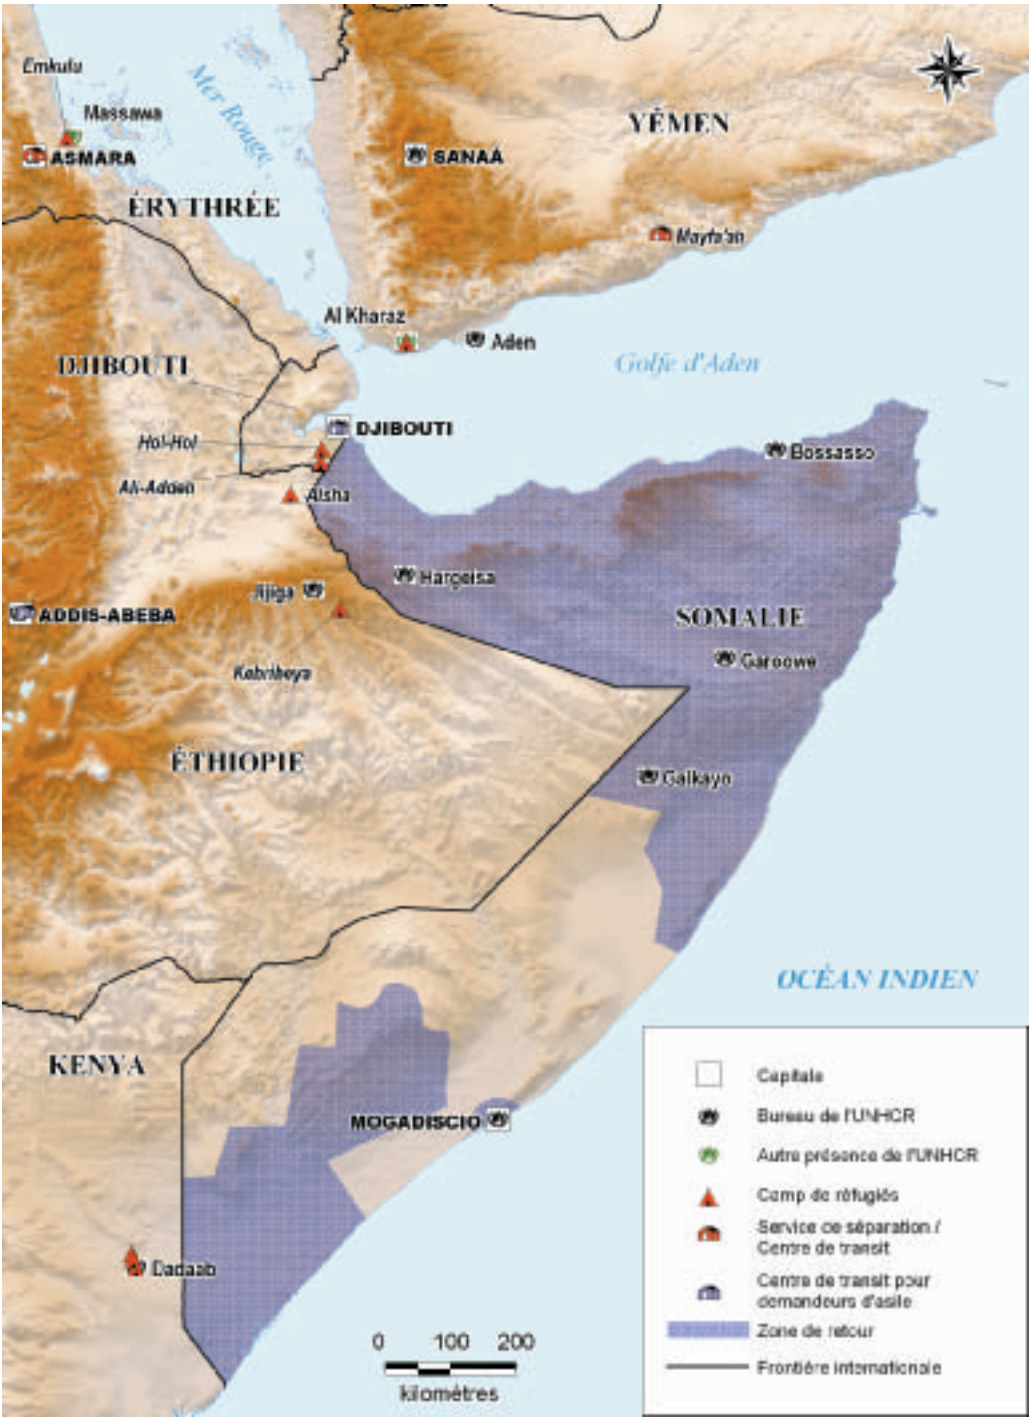 Emkulu
Massawa
ASMARA
Mer Rouge
YÉMEN
SANAÁ
ÉRYTHRÉE
Mayfa'ah
Al Kharaz
Aden
DJIBOUTI
Golfe d'Aden
DJIBOUTI
Hol-Hol
Bossasso
Ali-Addeh
Aisha
Hargeisa
Jijiga
ADDIS-ABEBA
SOMALIE
Garoowe
Kebribeya
ÉTHIOPIE
Galkayo
OCÉAN INDIEN
KENYA
MOGADISCIO
Dadaab
Capitale
Bureau de l'UNHCR
Autre présence de l'UNHCR
Camp de réfugiés
Service de séparation /
Centre de transit
Centre de transit pour
demandeurs d'asile
Zone de retour
Frontière internationale
0 100 200
kilomètres